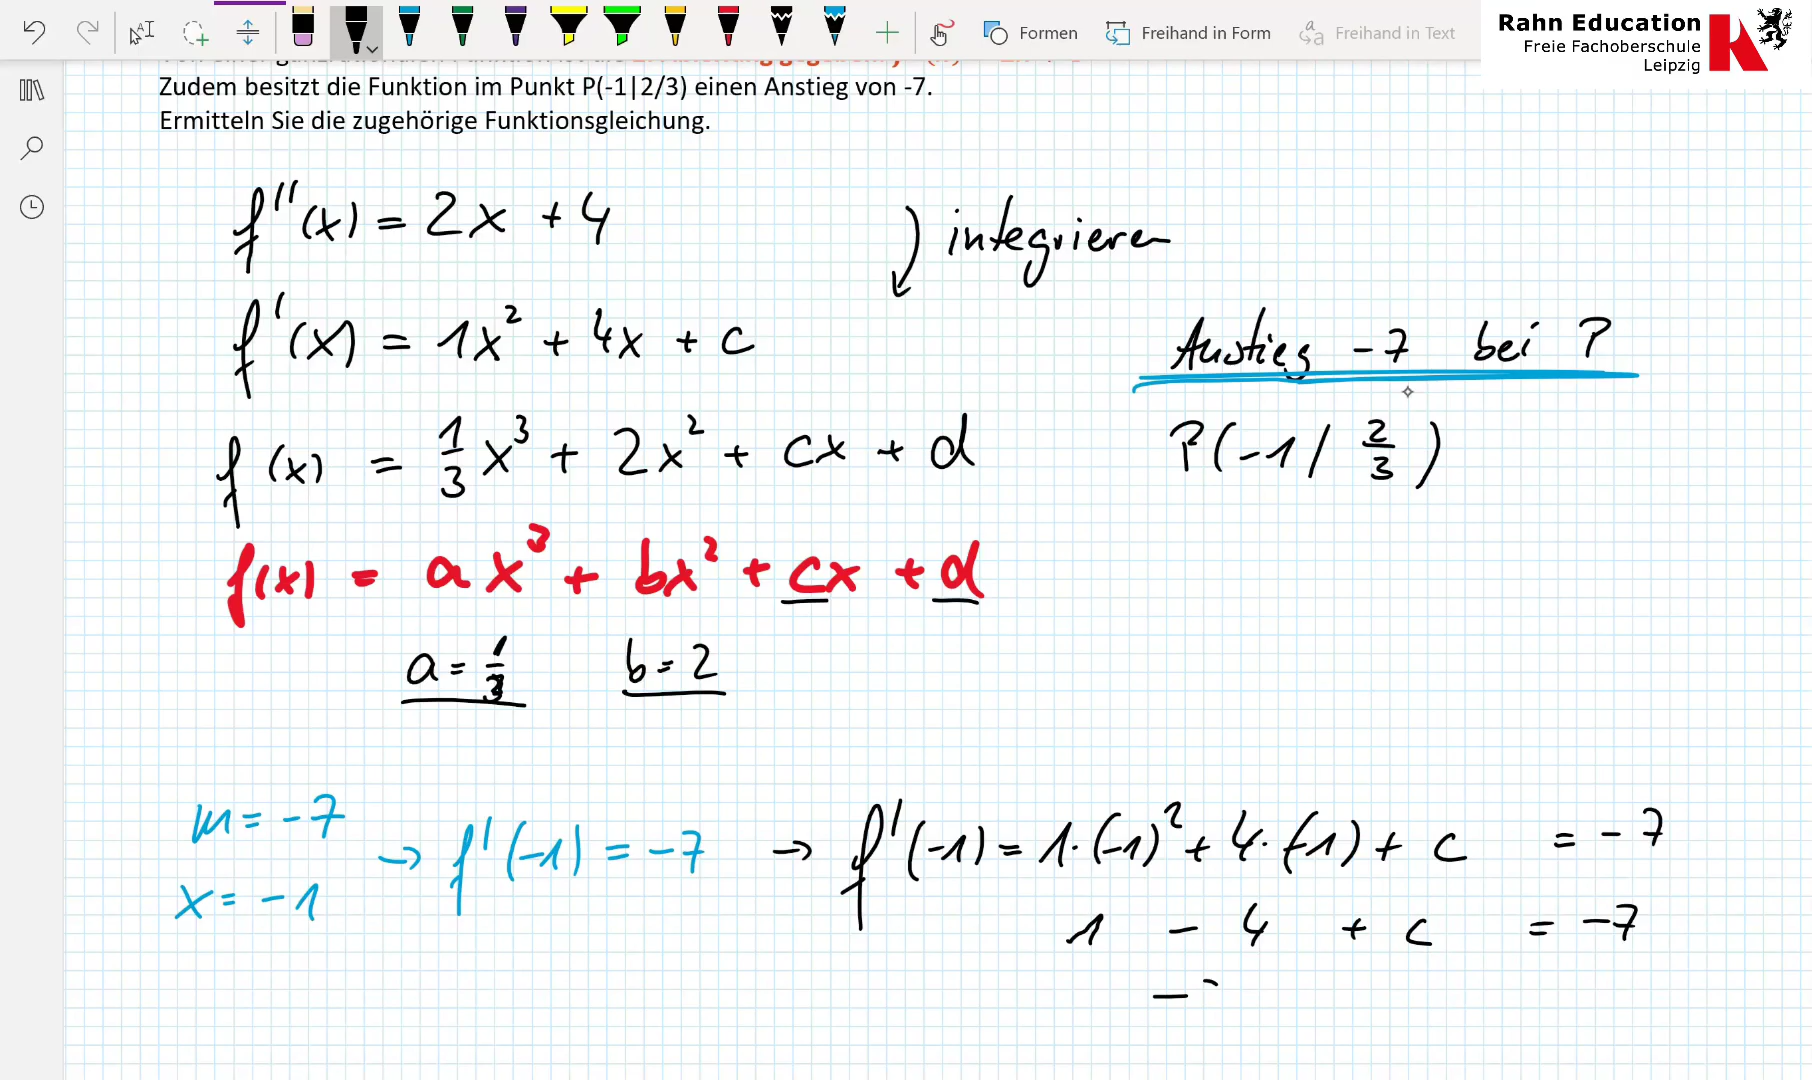 Formen
Freihand in Form
Freihand in Text
Rahn Education
Freie Fachoberschule
Leipzig
Zudem besitzt die Funktion im Punkt P(-1|2/3) einen Anstieg von -7.
Ermitteln Sie die zugehörige Funktionsgleichung.
f''(x) = 2x + 4
integrieren
f'(x) = 1x² + 4x + c
Anstieg -7 bei P
f(x) = 1/3 x³ + 2x² + cx + d
P(-1 / 2/3)
f(x) = ax³ + bx² + cx + d
a = 1/3 b = 2
m = -7
x = -1
→ f'(-1) = -7 → f'(-1) = 1·(-1)² + 4·(-1) + c = -7
1 - 4 + c = -7